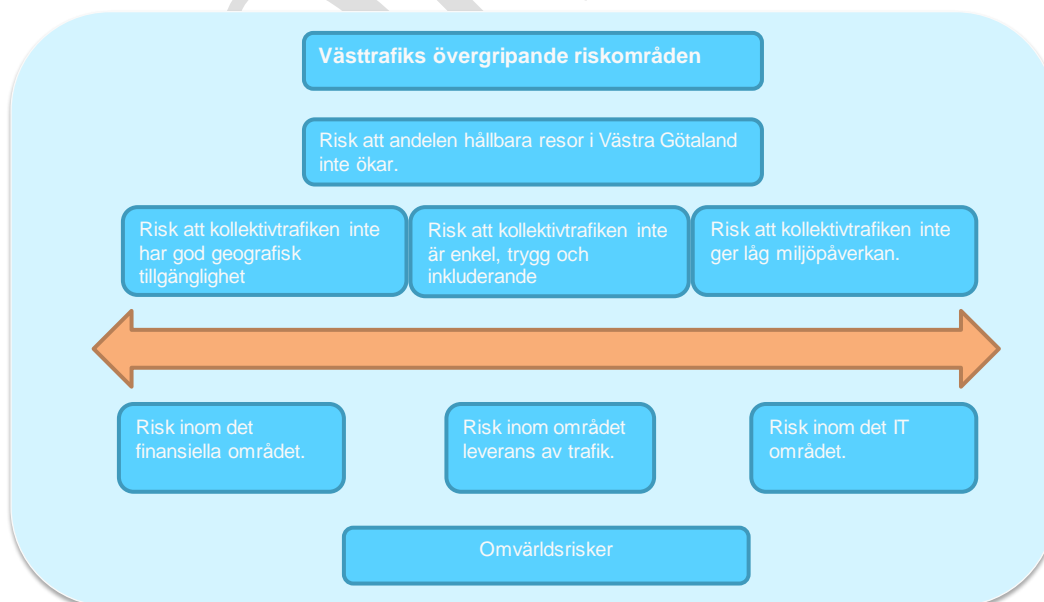 Västtrafiks övergripande riskområden
Risk att andelen hållbara resor i Västra Götaland
inte ökar.
Risk att kollektivtrafiken inte
har god geografisk
tillgänglighet
Risk att kollektivtrafiken inte
är enkel, trygg och
inkluderande
Risk att kollektivtrafiken inte
ger låg miljöpåverkan.
Risk inom det
finansiella området.
Risk inom området
leverans av trafik.
Risk inom det IT
området.
Omvärldsrisker